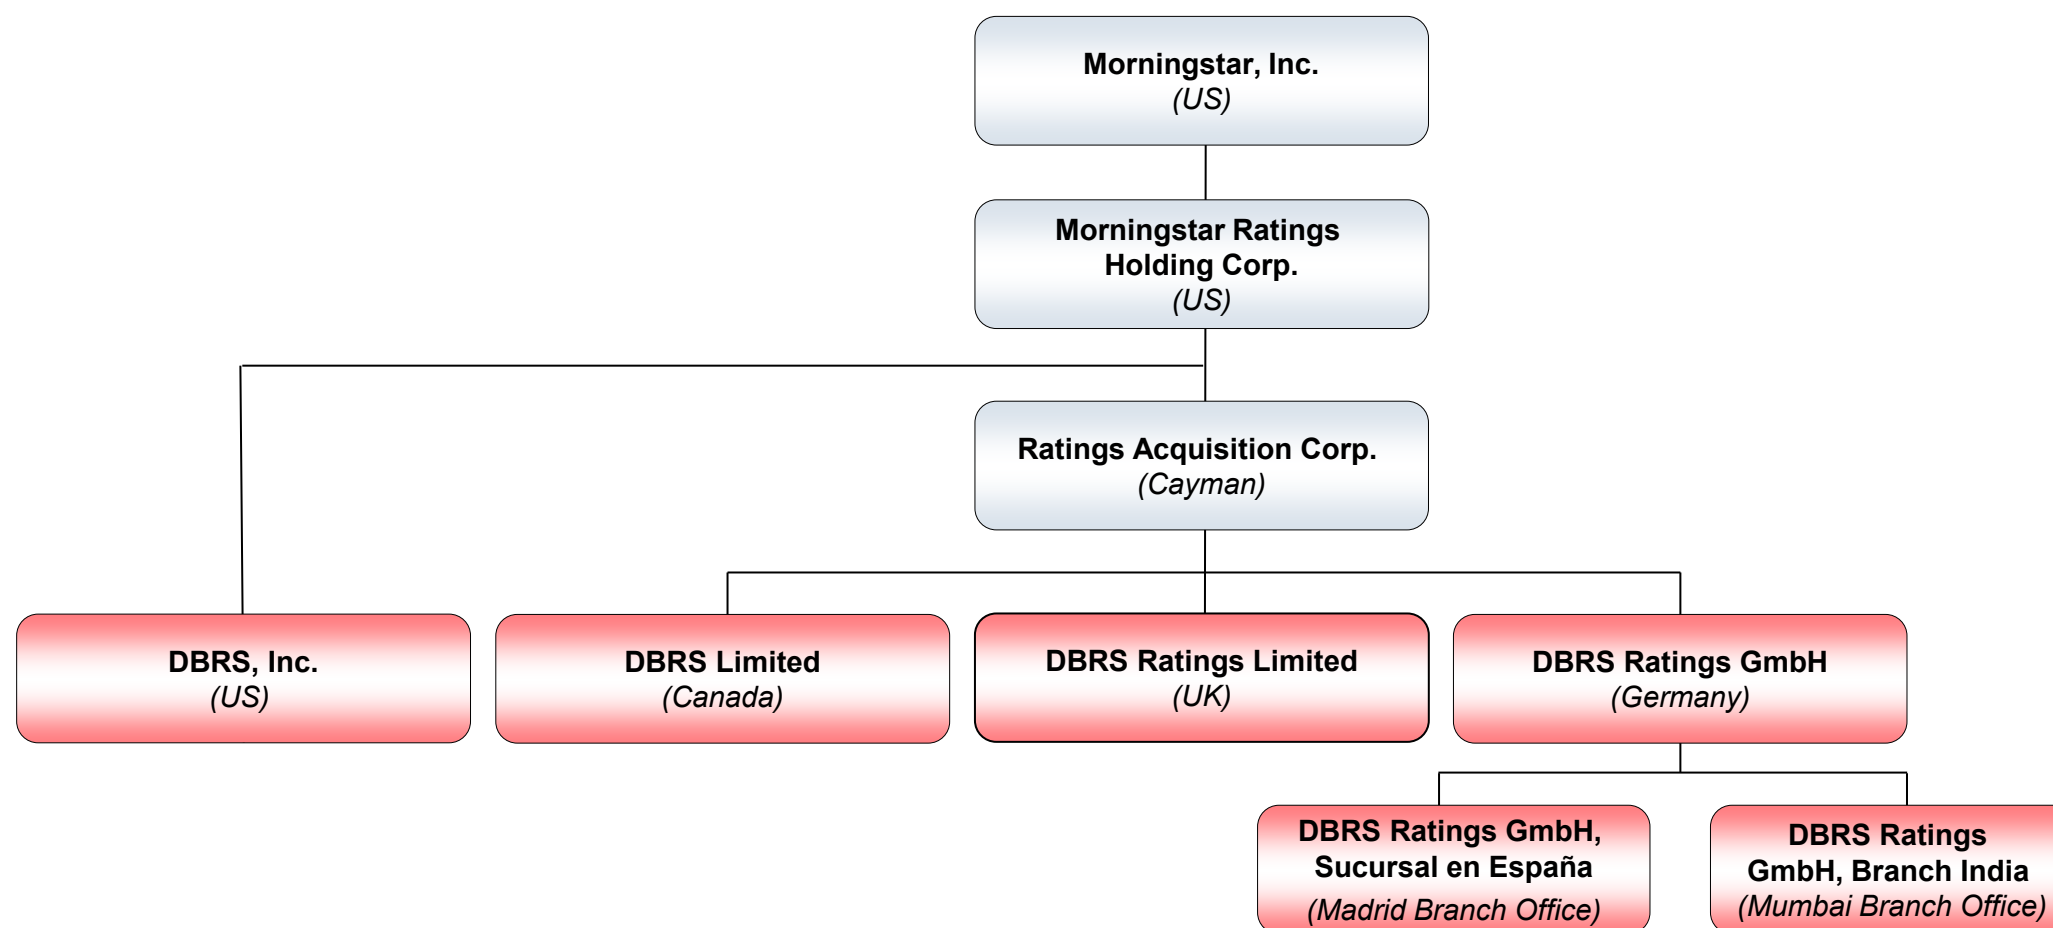 Morningstar, Inc.
(US)
Morningstar Ratings
Holding Corp.
(US)
Ratings Acquisition Corp.
(Cayman)
DBRS, Inc.
(US)
DBRS Limited
(Canada)
DBRS Ratings Limited
(UK)
DBRS Ratings GmbH
(Germany)
DBRS Ratings GmbH,
Sucursal en España
(Madrid Branch Office)
DBRS Ratings
GmbH, Branch India
(Mumbai Branch Office)